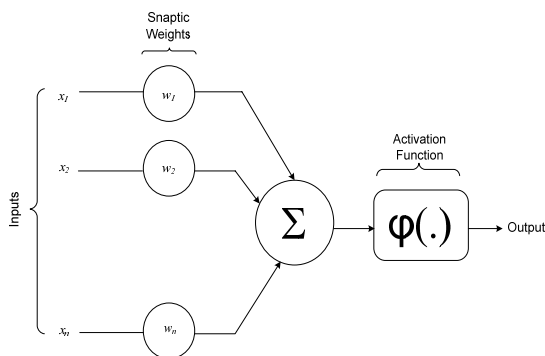 Snaptic
Weights
x1
w1
x2
w2
xn
wn
Inputs
Σ
Activation
Function
φ(.)
Output